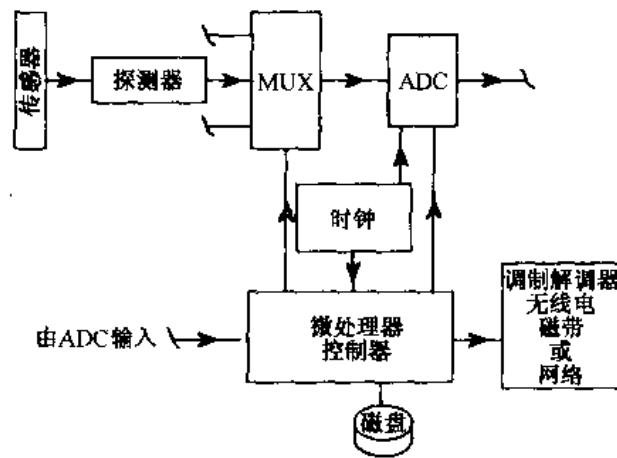 传感器
探测器
MUX
ADC
时钟
由ADC输入
微处理器
控制器
调制解调器
无线电
磁带
或
网络
磁盘